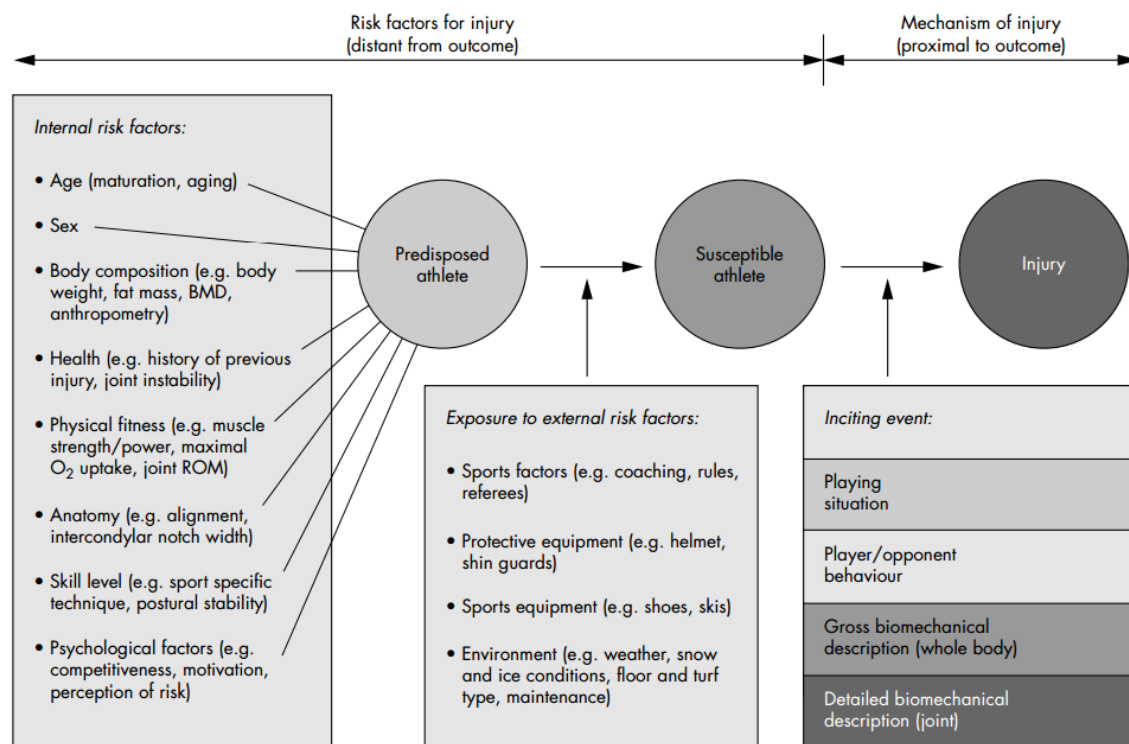 Risk factors for injury
(distant from outcome)
Mechanism of injury
(proximal to outcome)
Internal risk factors:
• Age (maturation, aging)
• Sex
• Body composition (e.g. body
weight, fat mass, BMD,
anthropometry)
• Health (e.g. history of previous
injury, joint instability)
• Physical fitness (e.g. muscle
strength/power, maximal
O2 uptake, joint ROM)
• Anatomy (e.g. alignment,
intercondylar notch width)
• Skill level (e.g. sport specific
technique, postural stability)
• Psychological factors (e.g.
competitiveness, motivation,
perception of risk)
Predisposed
athlete
Susceptible
athlete
Injury
Exposure to external risk factors:
• Sports factors (e.g. coaching, rules,
referees)
• Protective equipment (e.g. helmet,
shin guards)
• Sports equipment (e.g. shoes, skis)
• Environment (e.g. weather, snow
and ice conditions, floor and turf
type, maintenance)
Inciting event:
Playing
situation
Player/opponent
behaviour
Gross biomechanical
description (whole body)
Detailed biomechanical
description (joint)